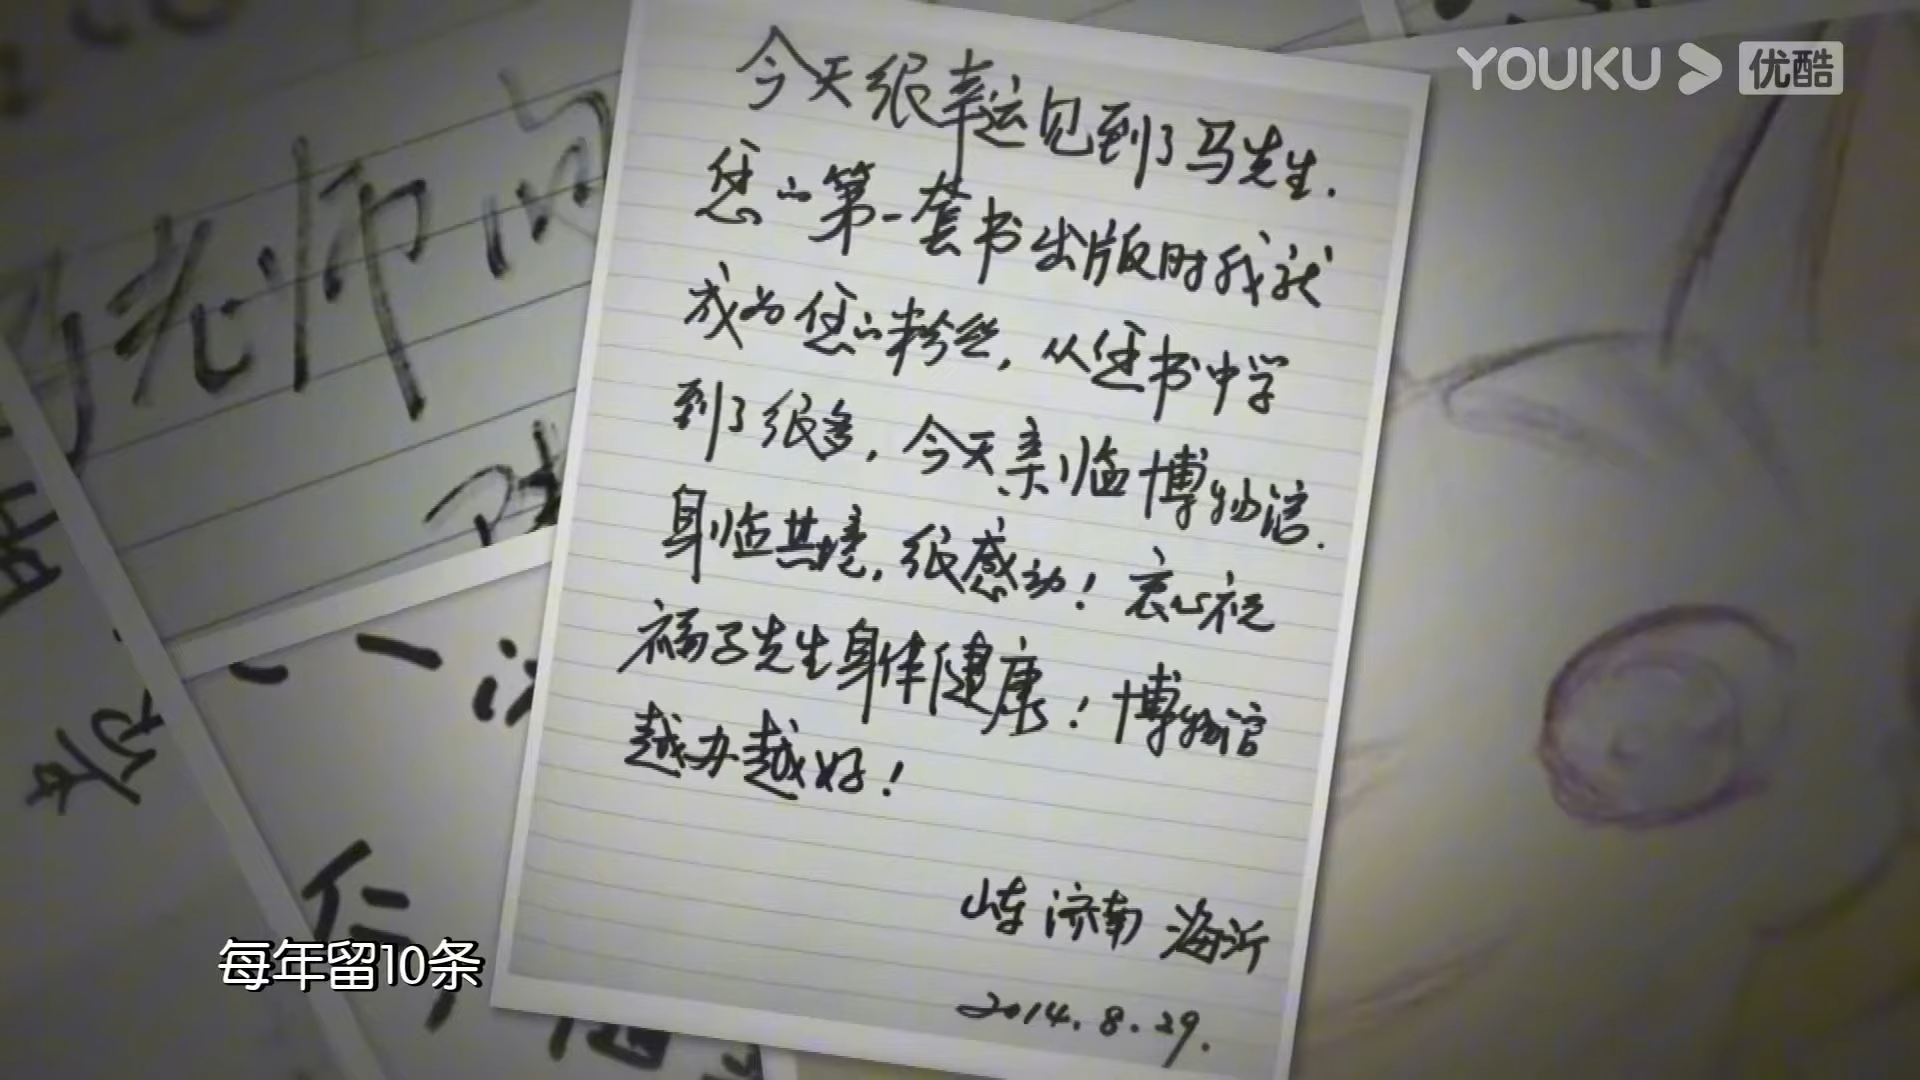 YOUKU 优酷
今天很幸运见到了马先生.
您的第一套书出版时我就
成为您的粉丝，从您书中学
到了很多，今天亲临博物馆.
身临其境，很感动！衷心祝
福马先生身体健康！博物馆
越办越好！
山东 济南 海沂
2014.8.29.
老师的
每年留10条